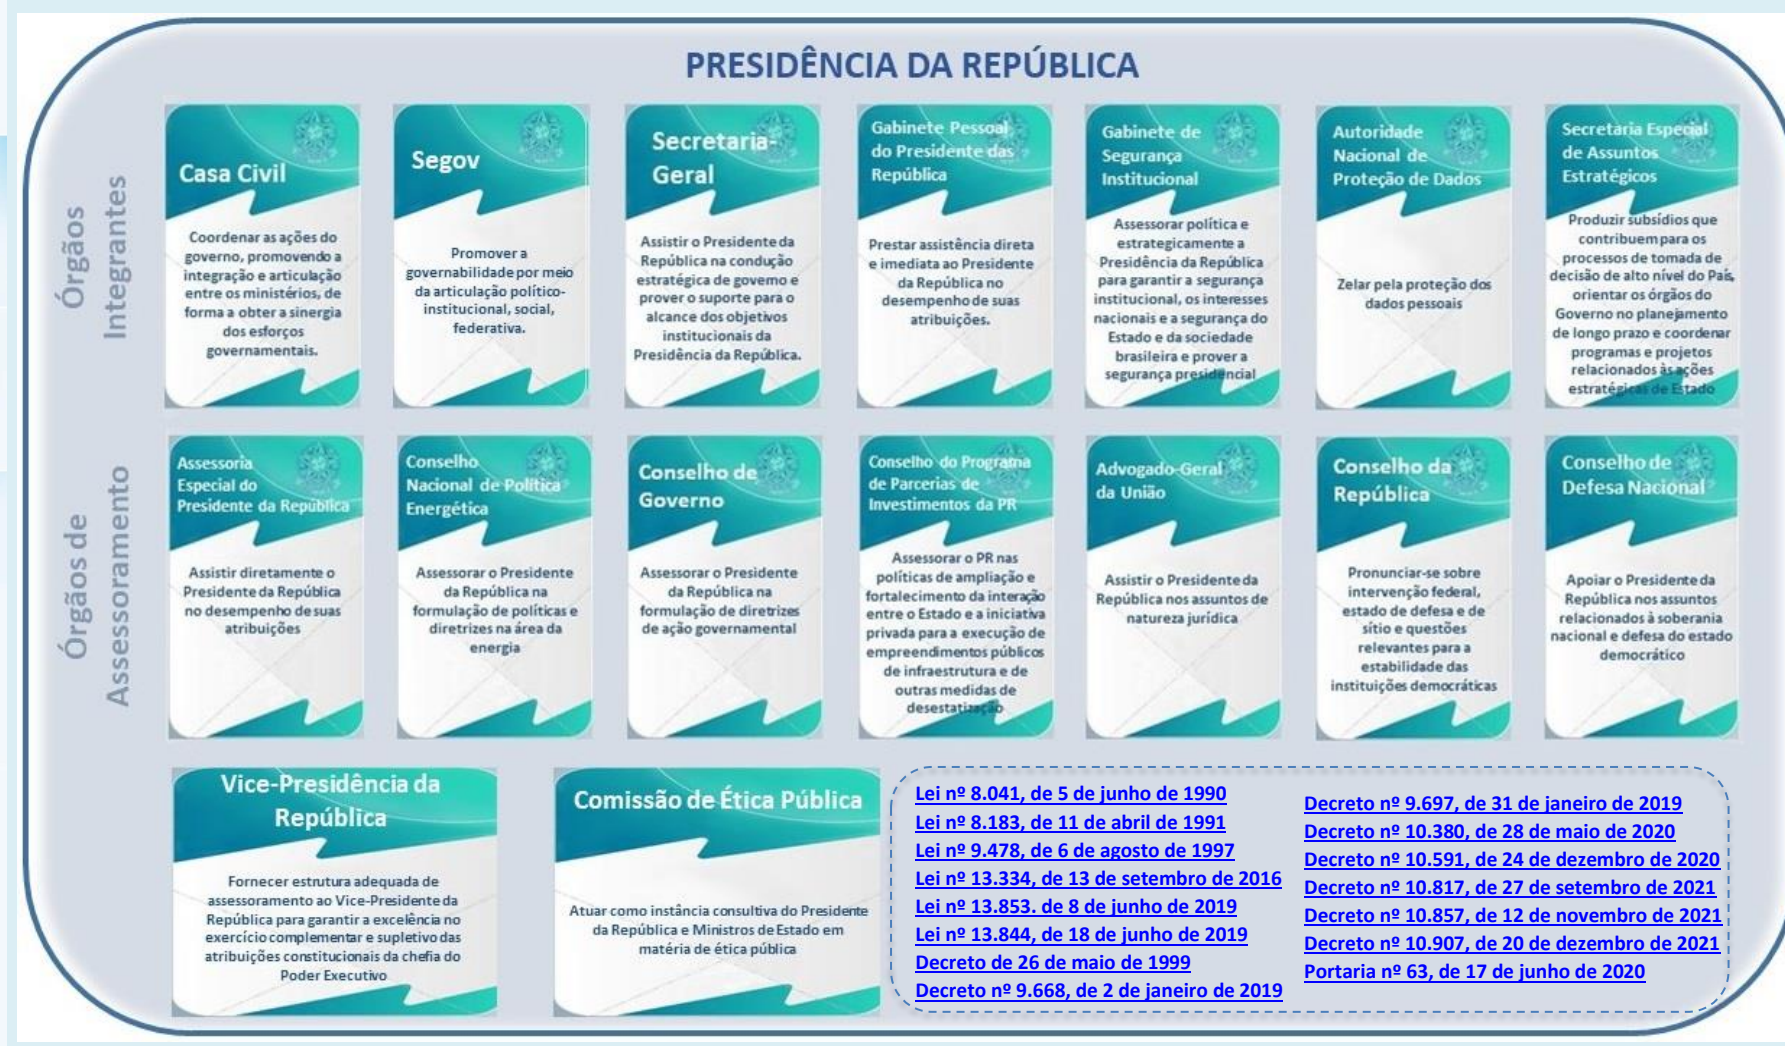 PRESIDÊNCIA DA REPÚBLICA
Órgãos
Integrantes
Casa Civil
Coordenar as ações do
governo, promovendo a
integração e articulação
entre os ministérios, de
forma a obter a sinergia
dos esforços
governamentais.
Segov
Promover a
governabilidade por meio
da articulação político-
institucional, social,
federativa.
Secretaria-
Geral
Assistir o Presidente da
República na condução
estratégica de governo e
prover o suporte para o
alcance dos objetivos
institucionais da
Presidência da República.
Gabinete Pessoal
do Presidente das
República
Prestar assistência direta
e imediata ao Presidente
da República no
desempenho de suas
atribuições.
Gabinete de
Segurança
Institucional
Assessorar política e
estrategicamente a
Presidência da República
para garantir a segurança
institucional, os interesses
nacionais e a segurança do
Estado e da sociedade
brasileira e prover a
segurança presidencial
Autoridade
Nacional de
Proteção de Dados
Zelar pela proteção dos
dados pessoais
Secretaria Especial
de Assuntos
Estratégicos
Produzir subsídios que
contribuem para os
processos de tomada de
decisão de alto nível do País,
orientar os órgãos do
Governo no planejamento
de longo prazo e coordenar
programas e projetos
relacionados às ações
estratégicas de Estado
Órgãos de
Assessoramento
Assessoria
Especial do
Presidente da República
Assistir diretamente o
Presidente da República
no desempenho de suas
atribuições
Conselho
Nacional de Política
Energética
Assessorar o Presidente
da República na
formulação de políticas e
diretrizes na área da
energia
Conselho de
Governo
Assessorar o Presidente
da República na
formulação de diretrizes
de ação governamental
Conselho do Programa
de Parcerias de
Investimentos da PR
Assessorar o PR nas
políticas de ampliação e
fortalecimento da interação
entre o Estado e a iniciativa
privada para a execução de
empreendimentos públicos
de infraestrutura e de
outras medidas de
desestatização
Advogado-Geral
da União
Assistir o Presidente da
República nos assuntos de
natureza jurídica
Conselho da
República
Pronunciar-se sobre
intervenção federal,
estado de defesa e de
sítio e questões
relevantes para a
estabilidade das
instituições democráticas
Conselho de
Defesa Nacional
Apoiar o Presidente da
República nos assuntos
relacionados à soberania
nacional e defesa do estado
democrático
Vice-Presidência da
República
Fornecer estrutura adequada de
assessoramento ao Vice-Presidente da
República para garantir a excelência no
exercício complementar e supletivo das
atribuições constitucionais da chefia do
Poder Executivo
Comissão de Ética Pública
Atuar como instância consultiva do Presidente
da República e Ministros de Estado em
matéria de ética pública
Lei nº 8.041, de 5 de junho de 1990
Lei nº 8.183, de 11 de abril de 1991
Lei nº 9.478, de 6 de agosto de 1997
Lei nº 13.334, de 13 de setembro de 2016
Lei nº 13.853. de 8 de junho de 2019
Lei nº 13.844, de 18 de junho de 2019
Decreto de 26 de maio de 1999
Decreto nº 9.668, de 2 de janeiro de 2019
Decreto nº 9.697, de 31 de janeiro de 2019
Decreto nº 10.380, de 28 de maio de 2020
Decreto nº 10.591, de 24 de dezembro de 2020
Decreto nº 10.817, de 27 de setembro de 2021
Decreto nº 10.857, de 12 de novembro de 2021
Decreto nº 10.907, de 20 de dezembro de 2021
Portaria nº 63, de 17 de junho de 2020